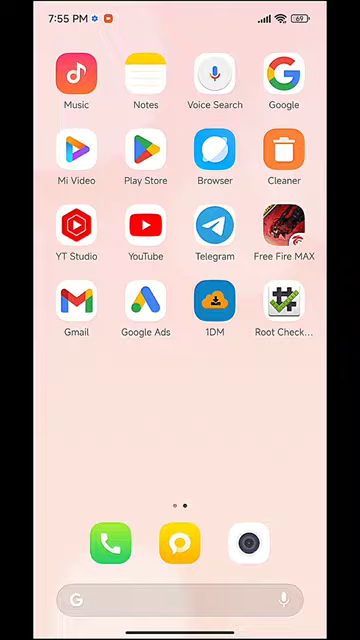 7:55 PM
69
Music Notes Voice Search Google
Mi Video Play Store Browser Cleaner
YT Studio YouTube Telegram Free Fire MAX
Gmail Google Ads 1DM Root Check...